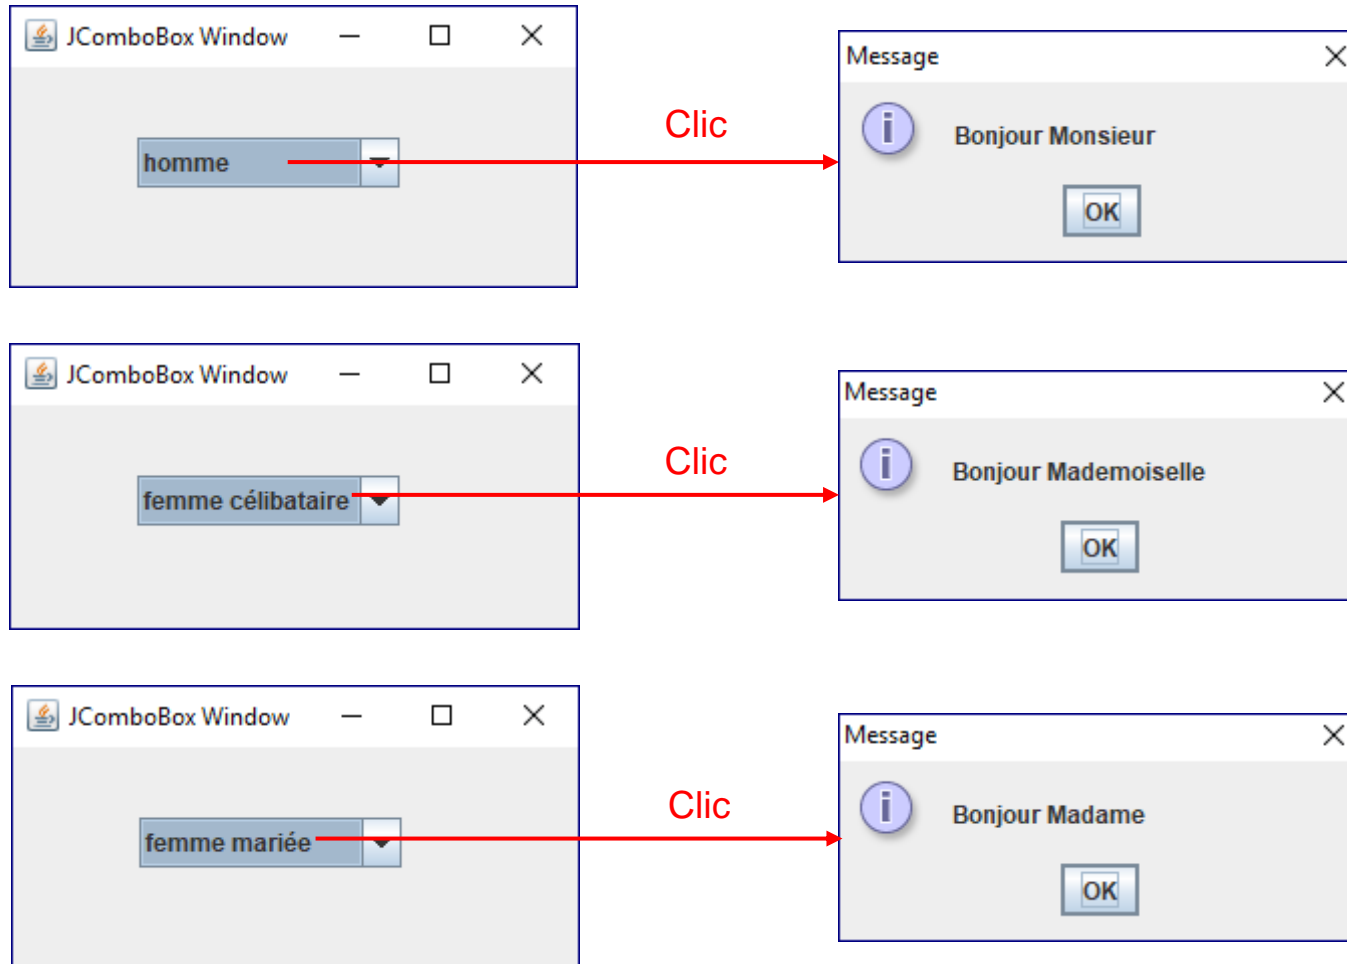 JComboBox Window
Message
Clic
Bonjour Monsieur
homme
OK
JComboBox Window
Message
Clic
Bonjour Mademoiselle
femme célibataire
OK
JComboBox Window
Message
Clic
Bonjour Madame
femme mariée
OK